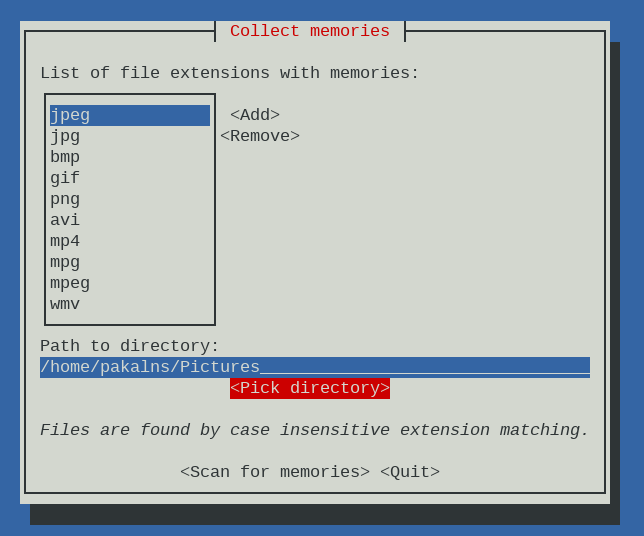 Collect memories
List of file extensions with memories:
jpeg <Add>
jpg <Remove>
bmp
gif
png
avi
mp4
mpg
mpeg
wmv
Path to directory:
/home/pakalns/Pictures_________________________________
<Pick directory>
Files are found by case insensitive extension matching.
<Scan for memories> <Quit>